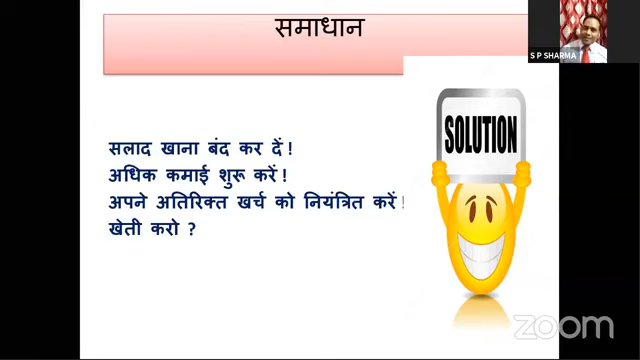 समाधान
S P SHARMA
SOLUTION
सलाद खाना बंद कर दें !
अधिक कमाई शुरू करें !
अपने अतिरिक्त खर्च को नियंत्रित करें !
खेती करो ?
zoom